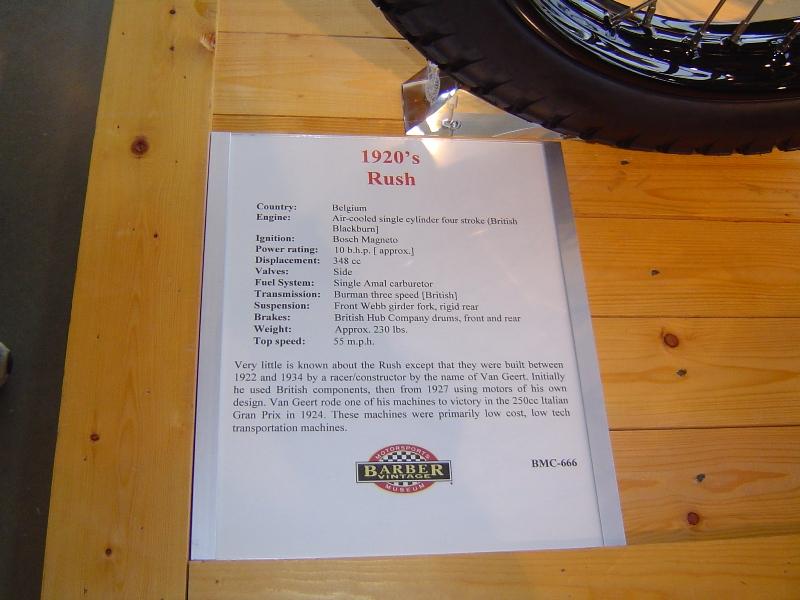 1920's
Rush
Country: Belgium
Engine: Air-cooled single cylinder four stroke (British
Blackburn]
Ignition: Bosch Magneto
Power rating: 10 b.h.p. [ approx.]
Displacement: 348 cc
Valves: Side
Fuel System: Single Amal carburetor
Transmission: Burman three speed [British]
Suspension: Front Webb girder fork, rigid rear
Brakes: British Hub Company drums, front and rear
Weight: Approx. 230 lbs.
Top speed: 55 m.p.h.
Very little is known about the Rush except that they were built between
1922 and 1934 by a racer/constructor by the name of Van Geert. Initially
he used British components, then from 1927 using motors of his own
design. Van Geert rode one of his machines to victory in the 250cc Italian
Gran Prix in 1924. These machines were primarily low cost, low tech
transportation machines.
MOTORSPORTS
BARBER
VINTAGE
MUSEUM
BMC-666